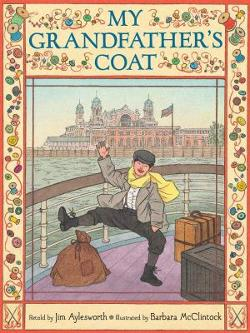 MY
GRANDFATHER'S
COAT
Retold by Jim Aylesworth • Illustrated by Barbara McClintock